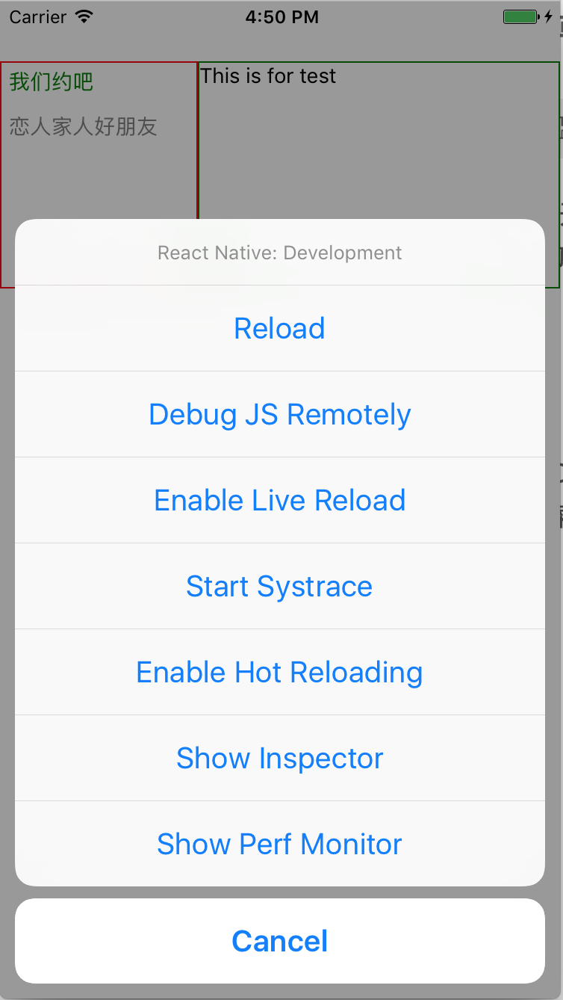 Carrier
4:50 PM
我们约吧
This is for test
恋人家人好朋友
React Native: Development
Reload
Debug JS Remotely
Enable Live Reload
Start Systrace
Enable Hot Reloading
Show Inspector
Show Perf Monitor
Cancel